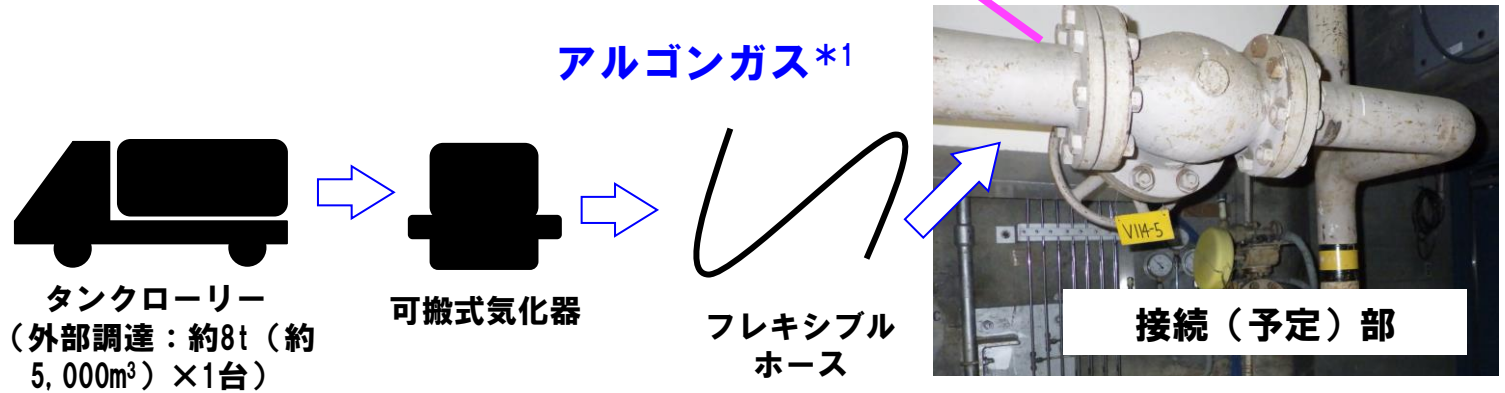 アルゴンガス*1
タンクローリー
（外部調達：約8t（約
5,000m³）×1台）
可搬式気化器
フレキシブル
ホース
V114-5
接続（予定）部